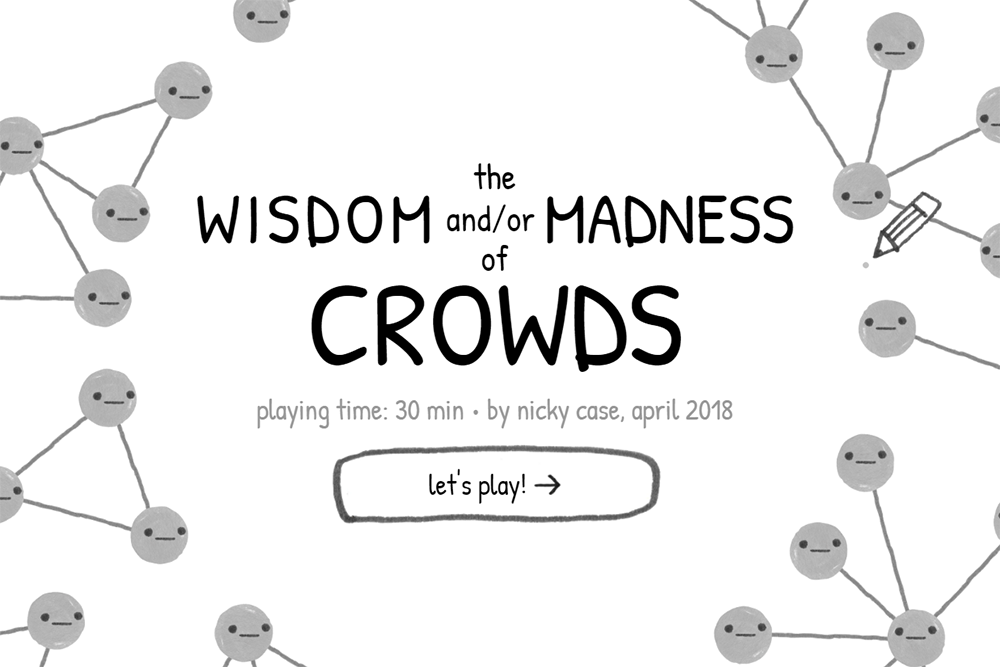 the
WISDOM and/or MADNESS
of
CROWDS
playing time: 30 min • by nicky case, april 2018
let's play! →